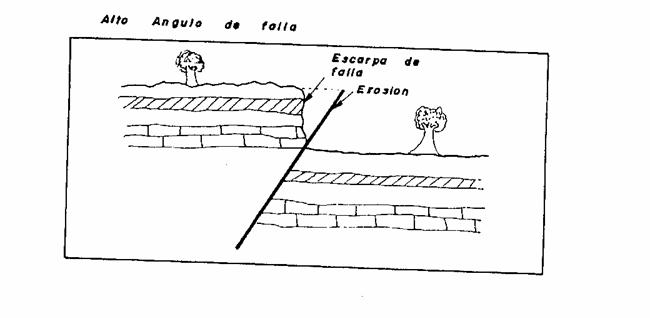 Alto Angulo de falla
Escarpa de
falla
Erosion